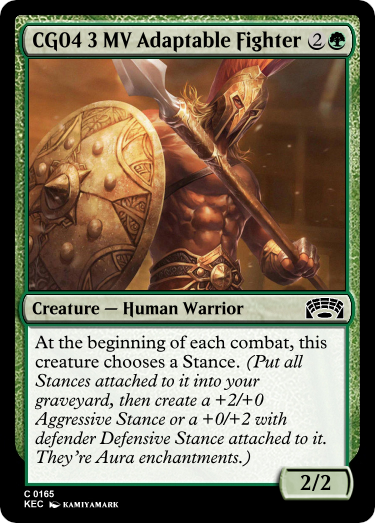 CG04 3 MV Adaptable Fighter 2
Creature — Human Warrior
At the beginning of each combat, this
creature chooses a Stance. (Put all
Stances attached to it into your
graveyard, then create a +2/+0
Aggressive Stance or a +0/+2 with
defender Defensive Stance attached to it.
They're Aura enchantments.)
2/2
C 0165
KEC KAMIYAMARK